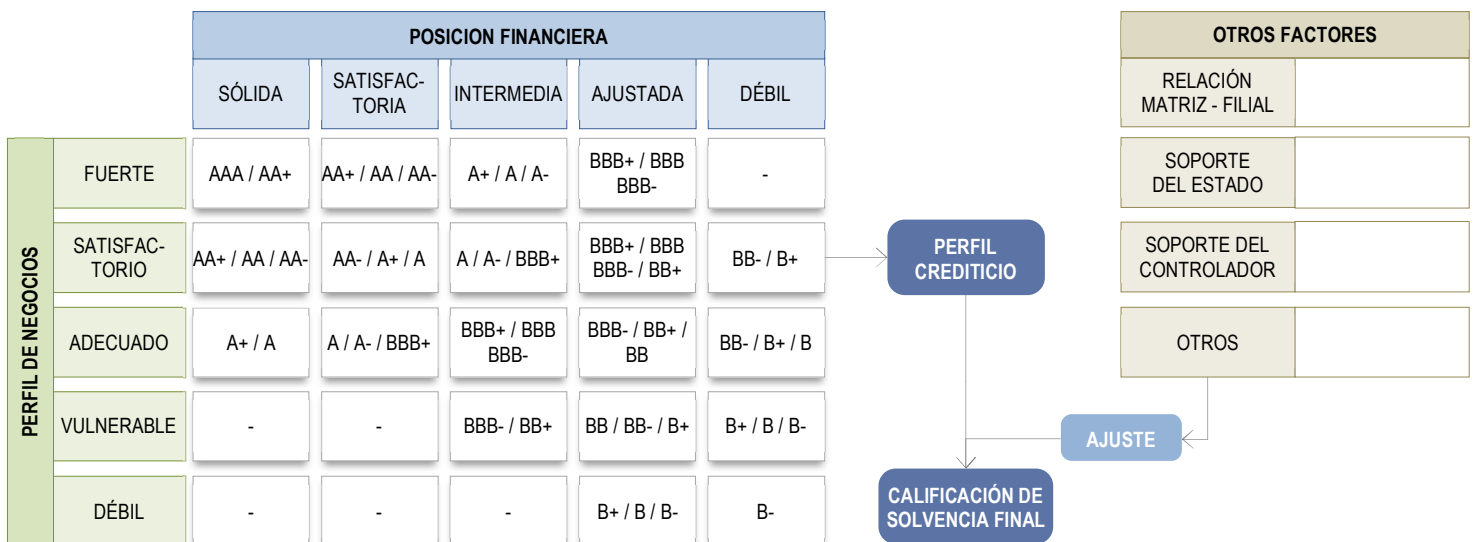 POSICION FINANCIERA
SÓLIDA
SATISFAC-
TORIA
INTERMEDIA
AJUSTADA
DÉBIL
PERFIL DE NEGOCIOS
FUERTE
AAA / AA+
AA+ / AA / AA-
A+ / A / A-
BBB+ / BBB
BBB-
-
SATISFAC-
TORIO
AA+ / AA / AA-
AA- / A+ / A
A / A- / BBB+
BBB+ / BBB
BBB- / BB+
BB- / B+
ADECUADO
A+ / A
A / A- / BBB+
BBB+ / BBB
BBB-
BBB- / BB+ /
BB
BB- / B+ / B
VULNERABLE
-
-
BBB- / BB+
BB / BB- / B+
B+ / B / B-
DÉBIL
-
-
-
B+ / B / B-
B-
PERFIL
CREDITICIO
CALIFICACIÓN DE
SOLVENCIA FINAL
OTROS FACTORES
RELACIÓN
MATRIZ - FILIAL
SOPORTE
DEL ESTADO
SOPORTE DEL
CONTROLADOR
OTROS
AJUSTE